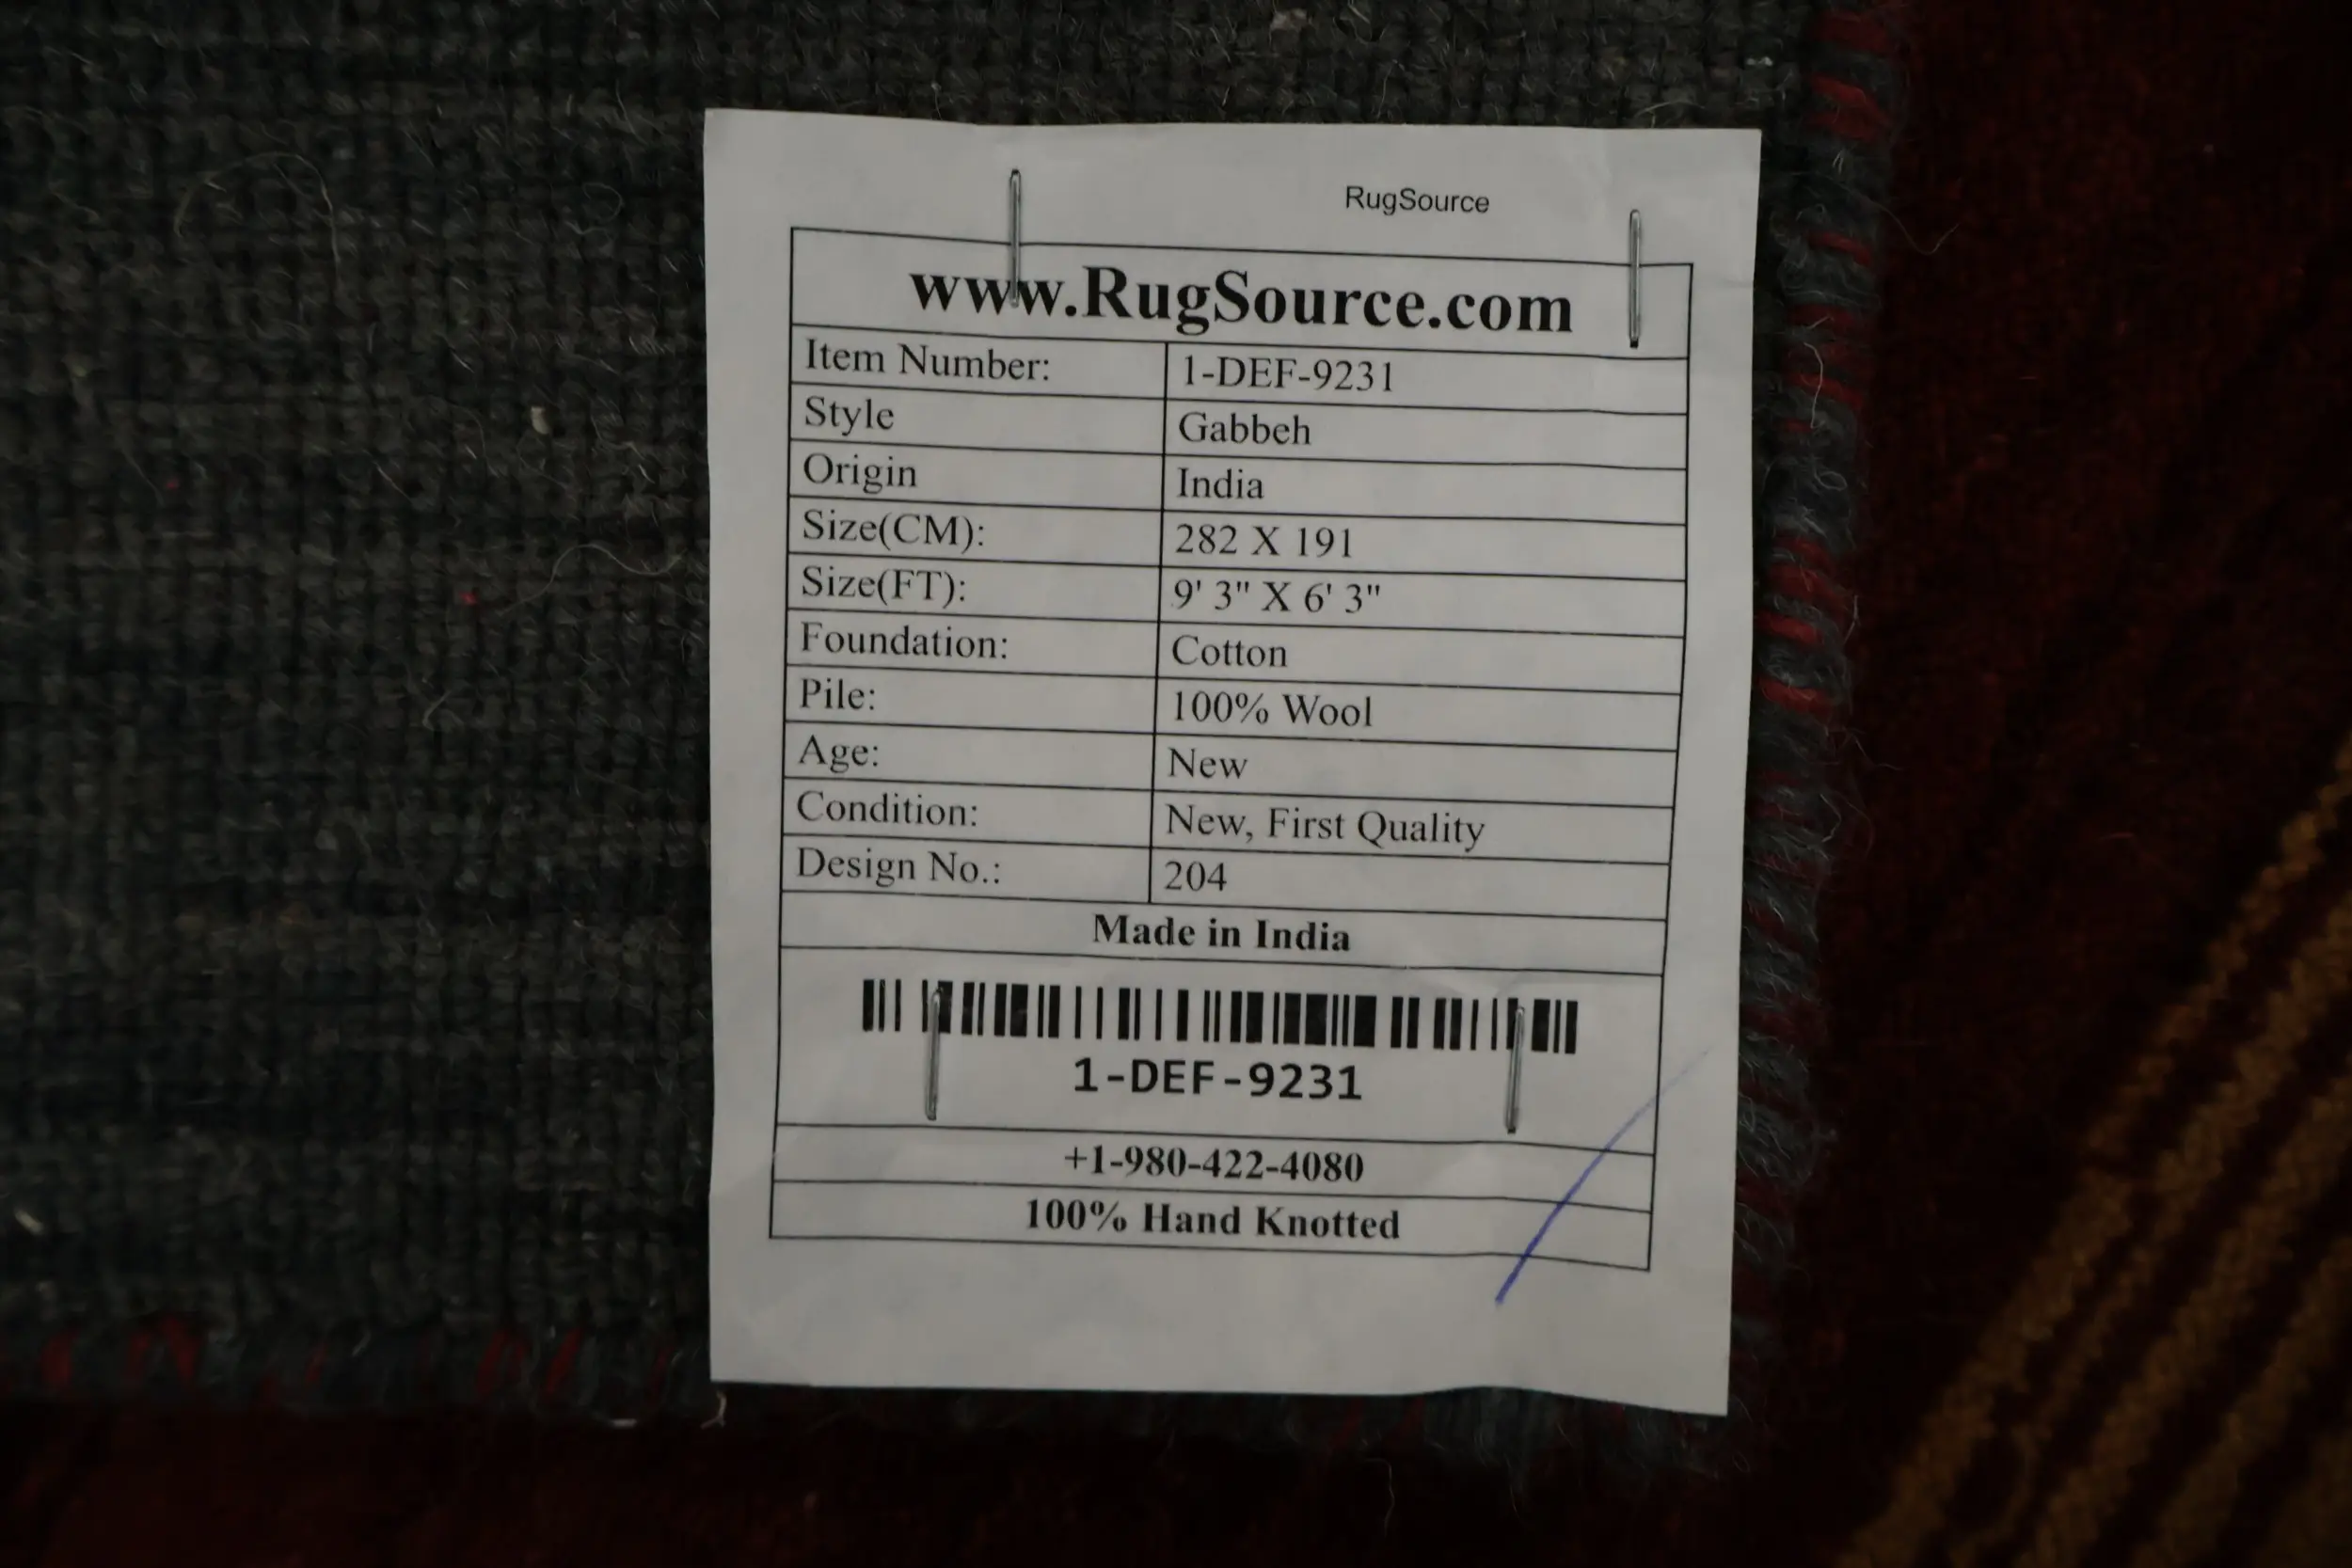 RugSource
www.RugSource.com
Item Number: 1-DEF-9231
Style Gabbeh
Origin India
Size(CM): 282 X 191
Size(FT): 9' 3" X 6' 3"
Foundation: Cotton
Pile: 100% Wool
Age: New
Condition: New, First Quality
Design No.: 204
Made in India
1-DEF-9231
+1-980-422-4080
100% Hand Knotted